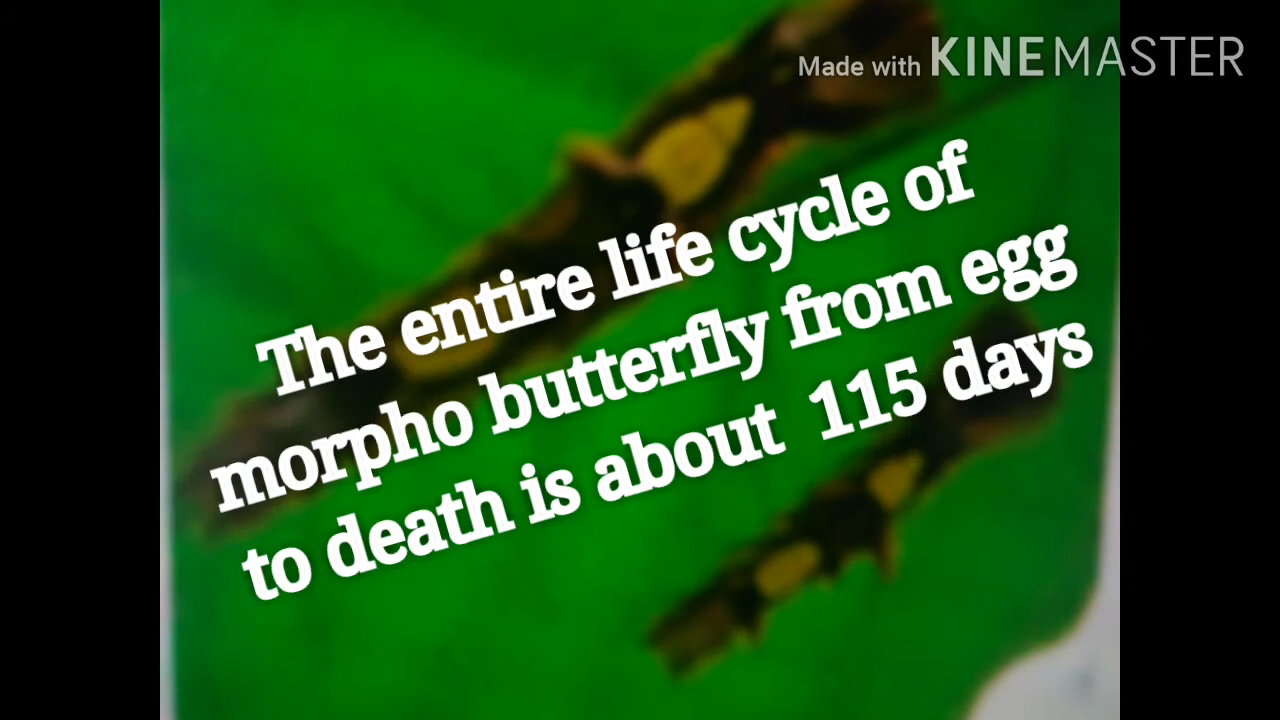 Made with KINEMASTER
The entire life cycle of
morpho butterfly from egg
to death is about 115 days